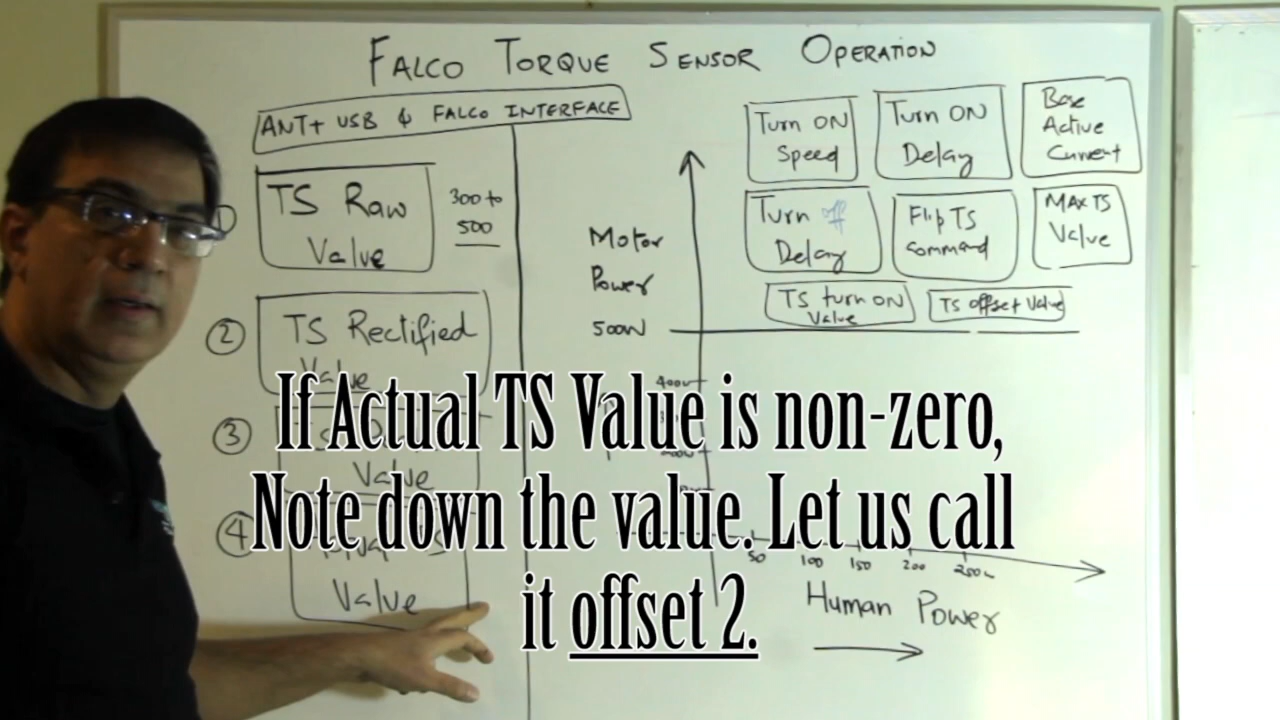 FALCO TORQUE SENSOR OPERATION
ANT+ USB & FALCO INTERFACE
1)
TS Raw
Value
300 to
500
2
TS Rectified
Value
3
Value
4
Value
Motor
Power
500W
400W
Turn ON
Speed
Turn ON
Delay
Base
Active
Current
Turn off
Delay
Flip TS
Command
MAX TS
Value
TS turn ON
Value
TS offset Value
50
100
150
200
250W
Human Power
If Actual TS Value is non-zero,
Note down the value. Let us call
it offset 2.